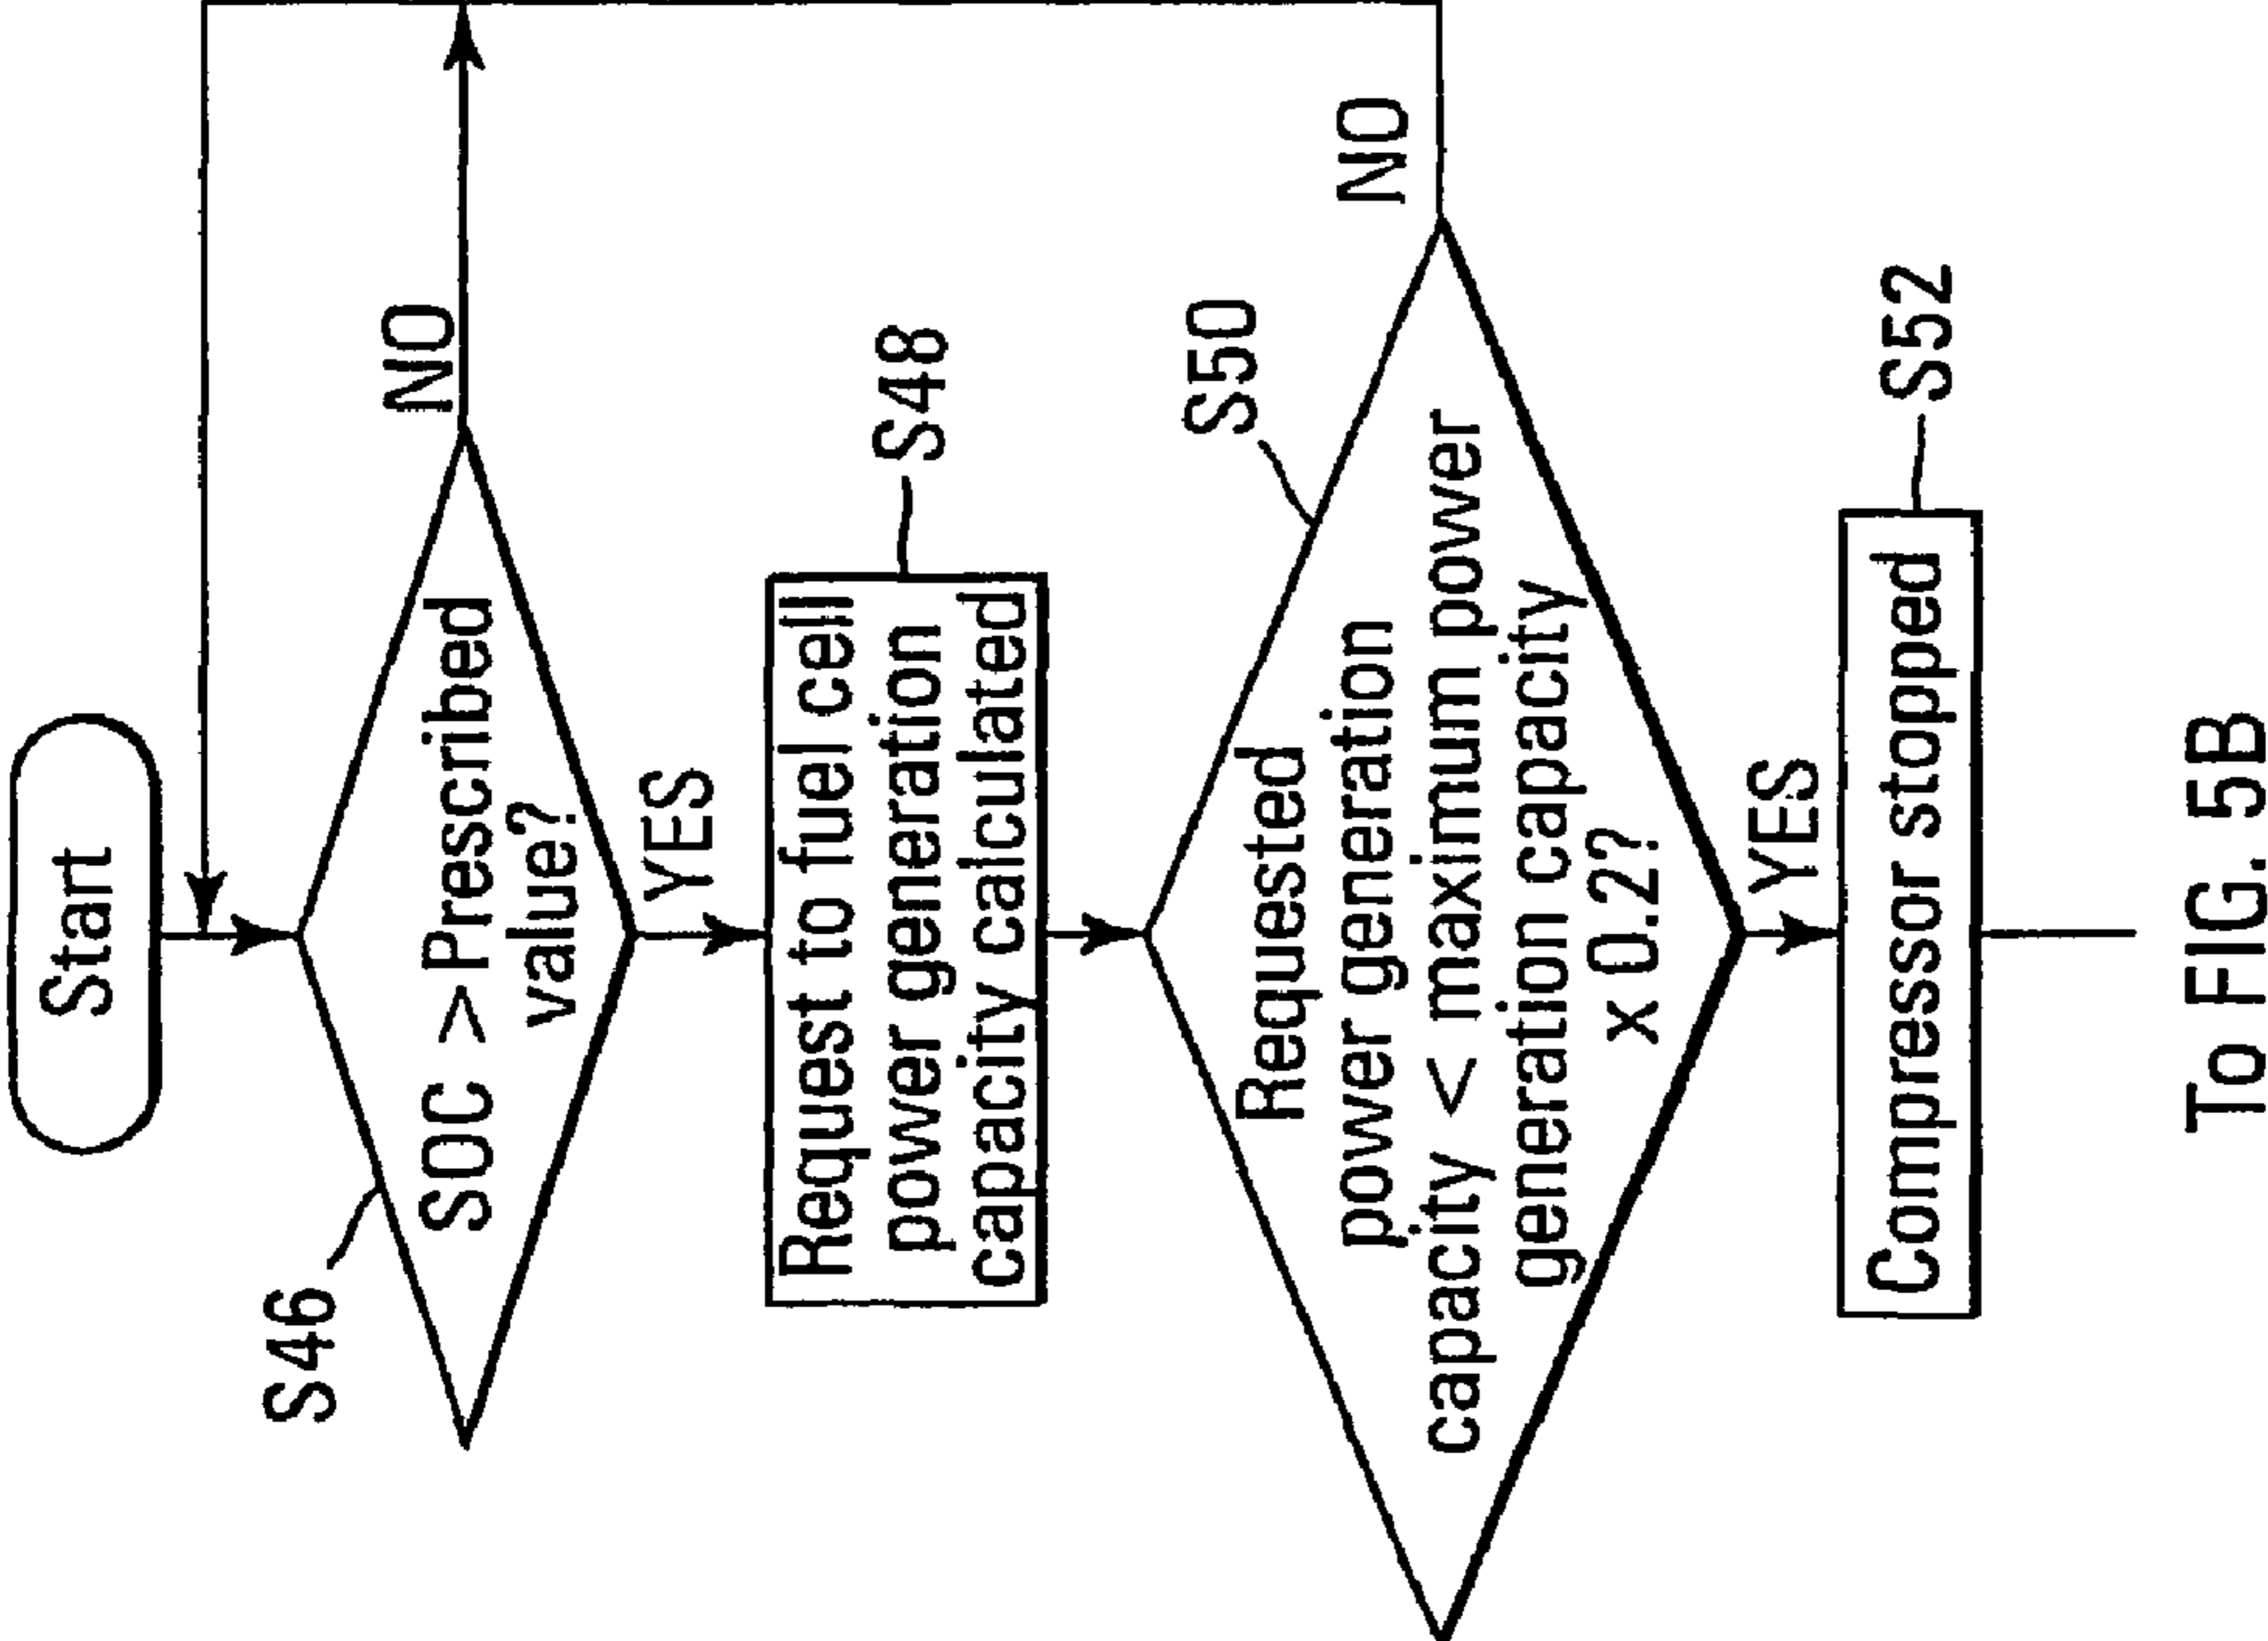 Start
S46
SOC > Prescribed
value?
NO
YES
Request to fuel cell
power generation
capacity calculated
S48
Requested
power generation
capacity < maximum power
generation capacity
x 0.2?
S50
NO
YES
Compressor stopped
S52
To FIG. 5B